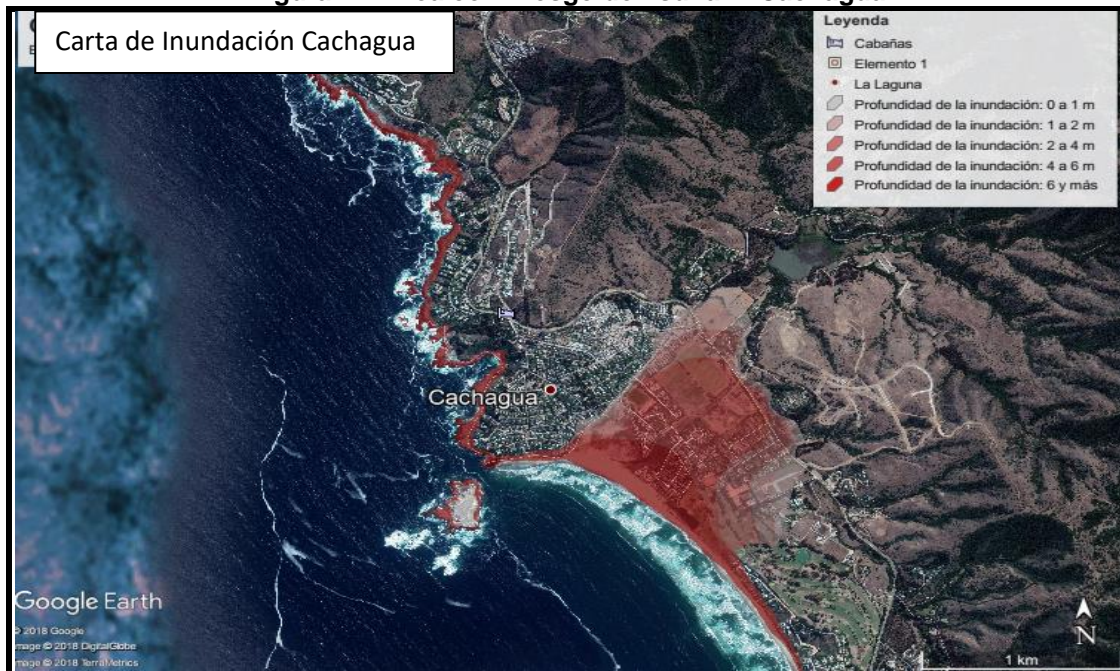 Carta de Inundación Cachagua
Leyenda
Cabañas
Elemento 1
La Laguna
Profundidad de la inundación: 0 a 1 m
Profundidad de la inundación: 1 a 2 m
Profundidad de la inundación: 2 a 4 m
Profundidad de la inundación: 4 a 6 m
Profundidad de la inundación: 6 y más
Cachagua
Google Earth
© 2018 Google
mage © 2018 DigitalGlobe
mage © 2018 TerraMetrics
N
1 km